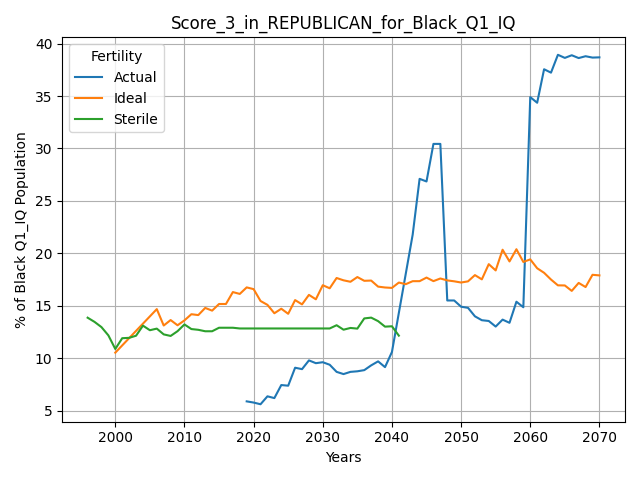 Score_3_in_REPUBLICAN_for_Black_Q1_IQ
Fertility
Actual
Ideal
Sterile
% of Black Q1_IQ Population
40
35
30
25
20
15
10
5
2000
2010
2020
2030
2040
2050
2060
2070
Years